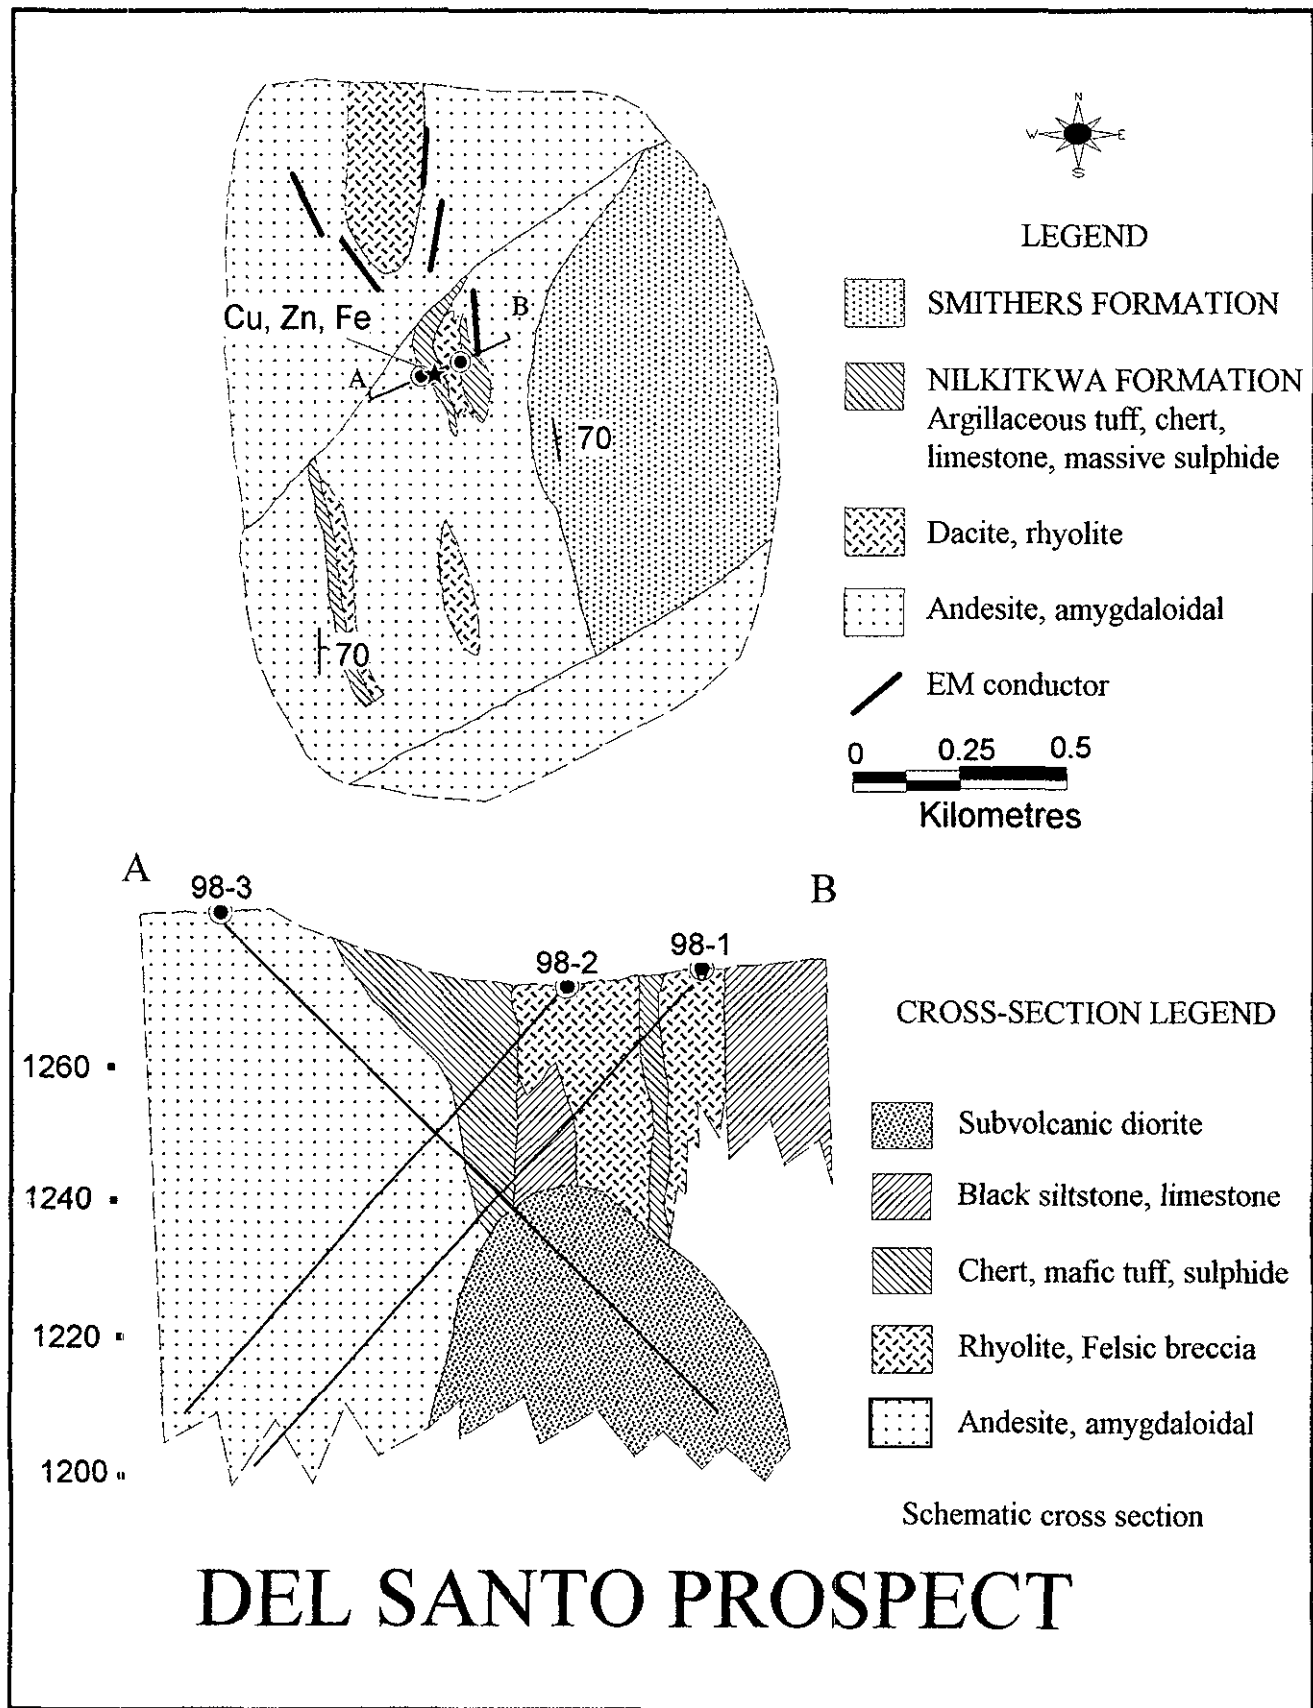 N
W E
S
LEGEND
SMITHERS FORMATION
NILKITKWA FORMATION
Argillaceous tuff, chert,
limestone, massive sulphide
Dacite, rhyolite
Andesite, amygdaloidal
EM conductor
0 0.25 0.5
Kilometres
Cu, Zn, Fe
B
A
70
70
A
B
98-3
98-2
98-1
1260
1240
1220
1200
CROSS-SECTION LEGEND
Subvolcanic diorite
Black siltstone, limestone
Chert, mafic tuff, sulphide
Rhyolite, Felsic breccia
Andesite, amygdaloidal
Schematic cross section
DEL SANTO PROSPECT